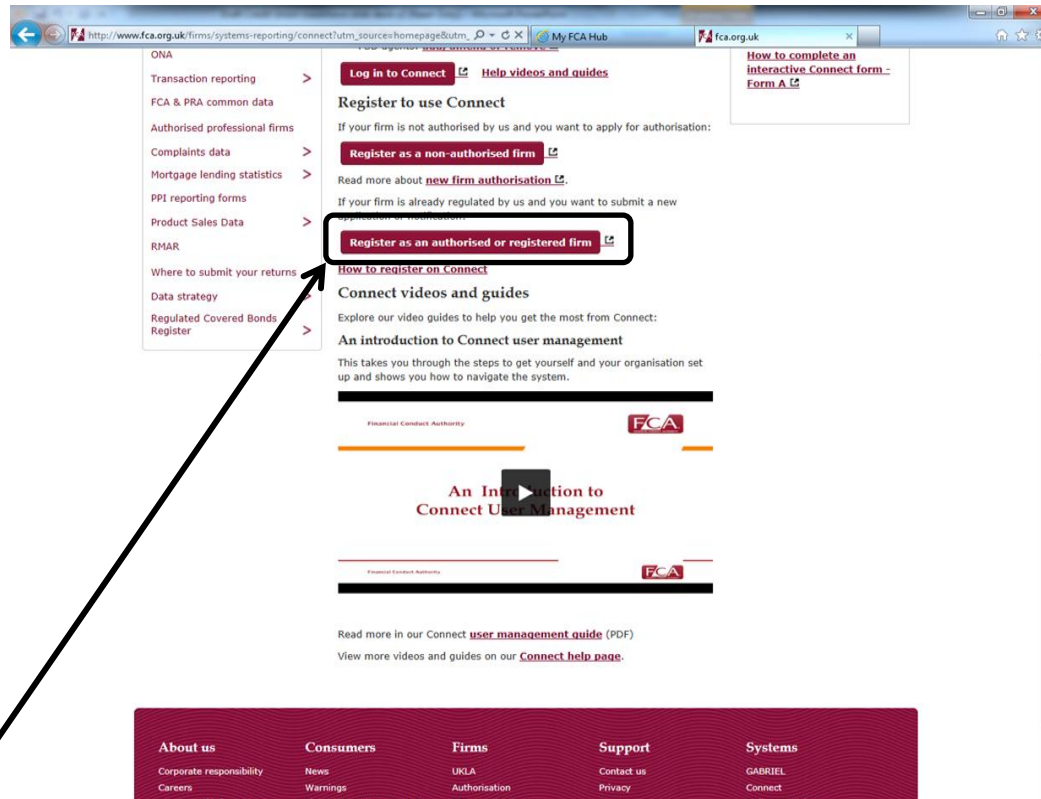 http://www.fca.org.uk/firms/systems-reporting/connect?utm_source=homepage&utm_
My FCA Hub
fca.org.uk
ONA
Transaction reporting
FCA & PRA common data
Authorised professional firms
Complaints data
Mortgage lending statistics
PPI reporting forms
Product Sales Data
RMAR
Where to submit your returns
Data strategy
Regulated Covered Bonds
Register
Log in to Connect Help videos and guides
Register to use Connect
If your firm is not authorised by us and you want to apply for authorisation:
Register as a non-authorised firm
Read more about new firm authorisation.
If your firm is already regulated by us and you want to submit a new
application or notification:
Register as an authorised or registered firm
How to register on Connect
Connect videos and guides
Explore our video guides to help you get the most from Connect:
An introduction to Connect user management
This takes you through the steps to get yourself and your organisation set
up and shows you how to navigate the system.
Financial Conduct Authority
FCA
An Introduction to
Connect User Management
Financial Conduct Authority
FCA
Read more in our Connect user management guide (PDF)
View more videos and guides on our Connect help page.
How to complete an
interactive Connect form -
Form A
About us
Corporate responsibility
Careers
Consumers
News
Warnings
Firms
UKLA
Authorisation
Support
Contact us
Privacy
Systems
GABRIEL
Connect